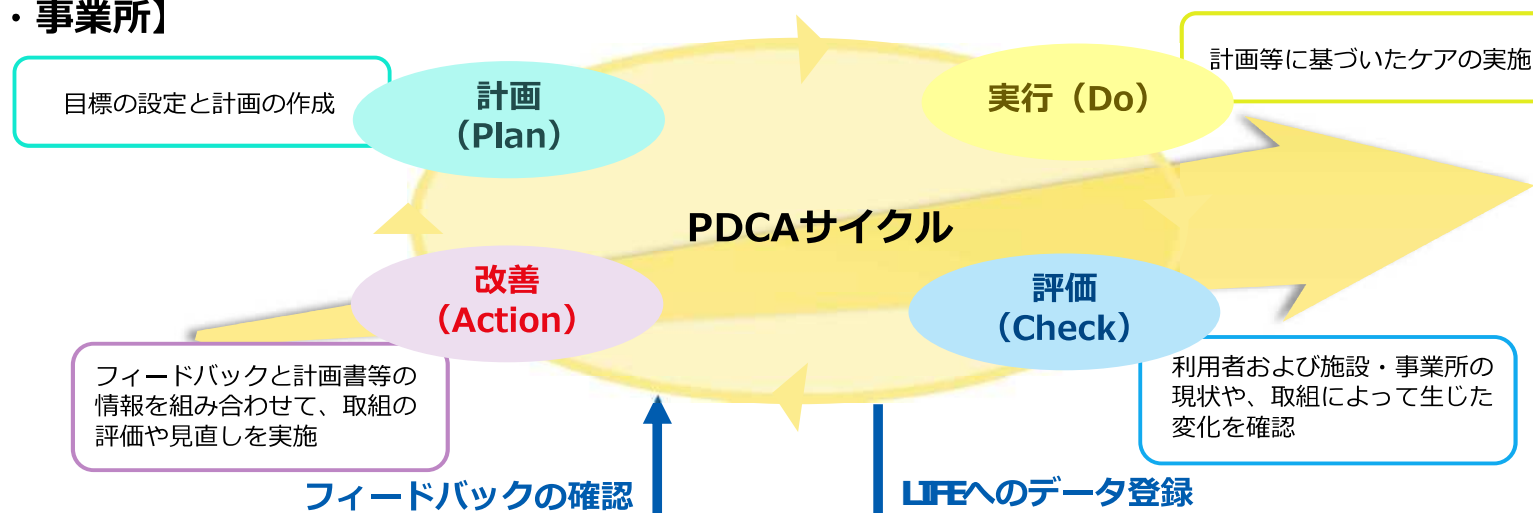 ・事業所】
目標の設定と計画の作成
計画
（Plan）
実行（Do）
計画等に基づいたケアの実施
PDCAサイクル
改善
（Action）
評価
（Check）
フィードバックと計画書等の
情報を組み合わせて、取組の
評価や見直しを実施
利用者および施設・事業所の
現状や、取組によって生じた
変化を確認
フィードバックの確認
LIFEへのデータ登録